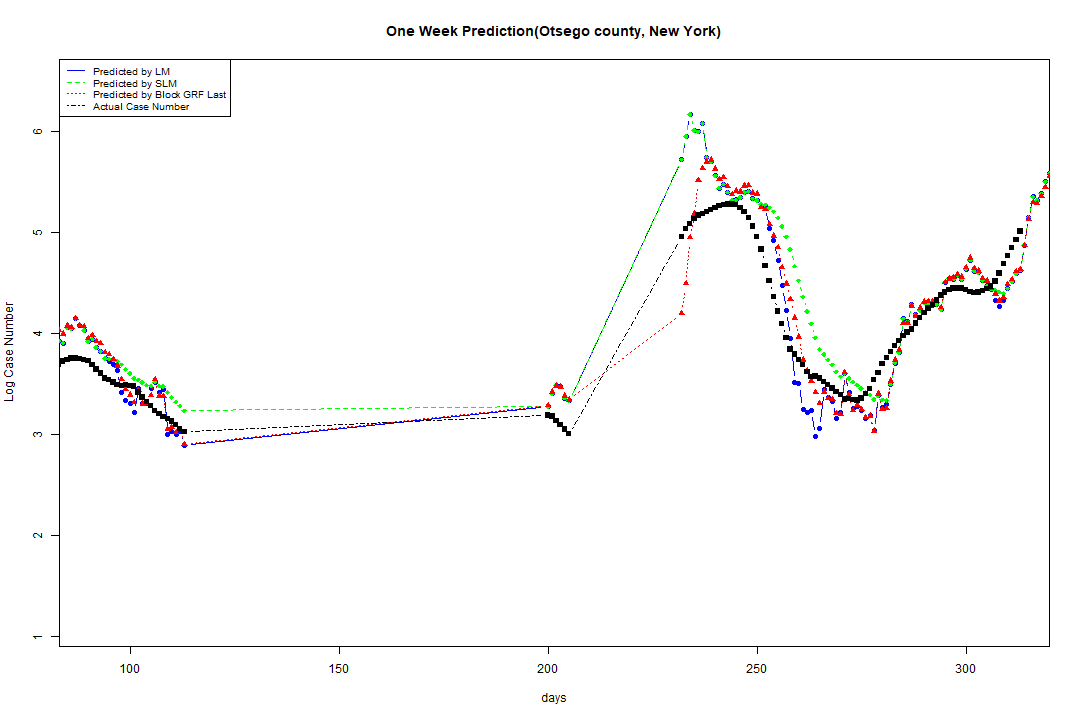 One Week Prediction(Otsego county, New York)
Predicted by LM
Predicted by SLM
Predicted by Block GRF Last
Actual Case Number
Log Case Number
6
5
4
3
2
1
100 150 200 250 300
days